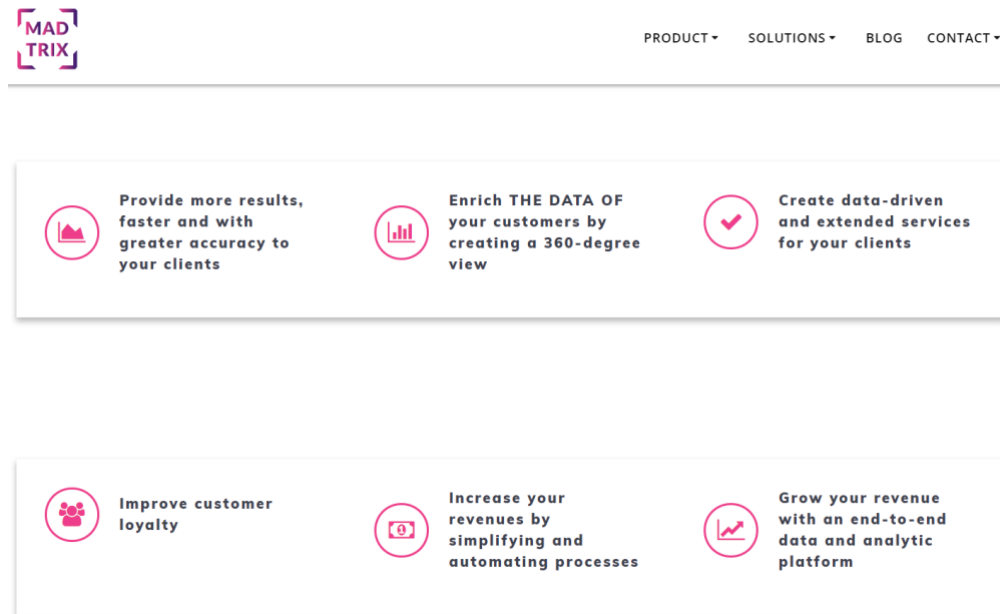 MAD
TRIX
PRODUCT
SOLUTIONS
BLOG
CONTACT
Provide more results,
faster and with
greater accuracy to
your clients
Enrich THE DATA OF
your customers by
creating a 360-degree
view
Create data-driven
and extended services
for your clients
Improve customer
loyalty
Increase your
revenues by
simplifying and
automating processes
Grow your revenue
with an end-to-end
data and analytic
platform